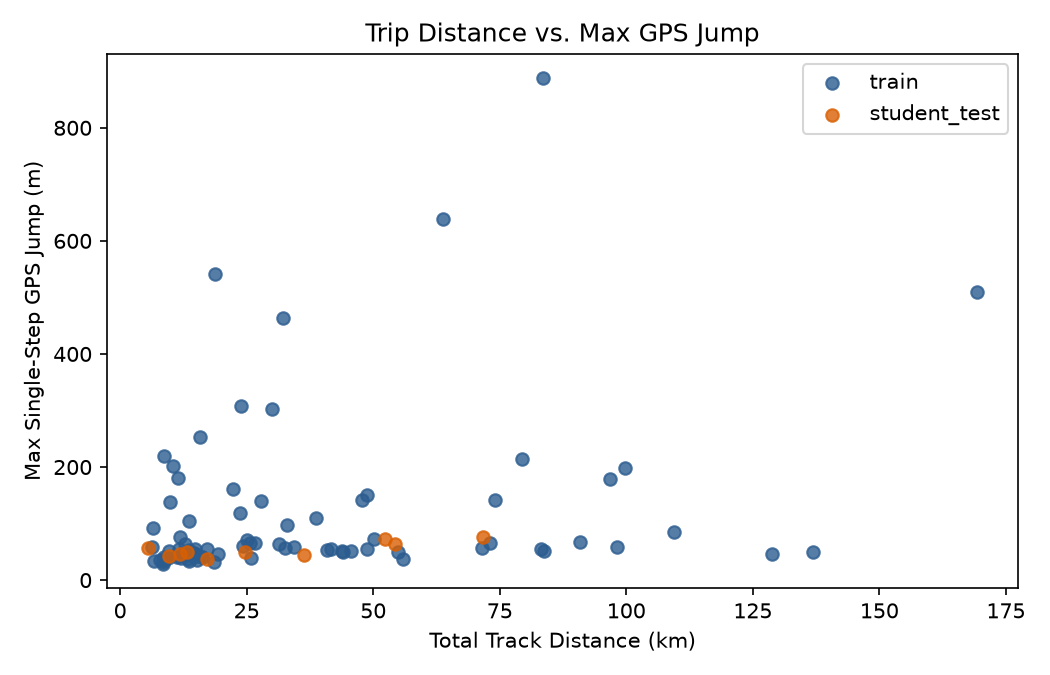 Trip Distance vs. Max GPS Jump
train
student_test
Max Single-Step GPS Jump (m)
800
600
400
200
0
0 25 50 75 100 125 150 175
Total Track Distance (km)